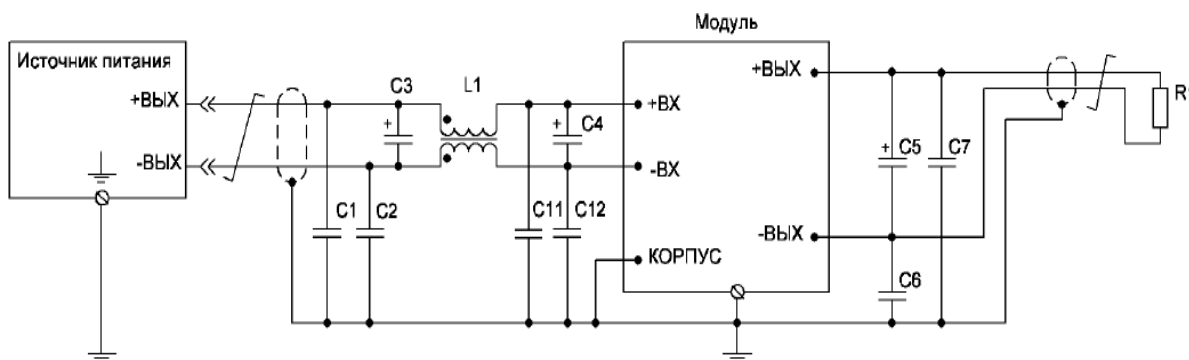 Модуль
Источник питания
+ВЫХ
-ВЫХ
C3
L1
+
C4
+
+ВХ
-ВХ
C1
C2
C11
C12
КОРПУС
+ВЫХ
-ВЫХ
+
C5
C7
C6
R